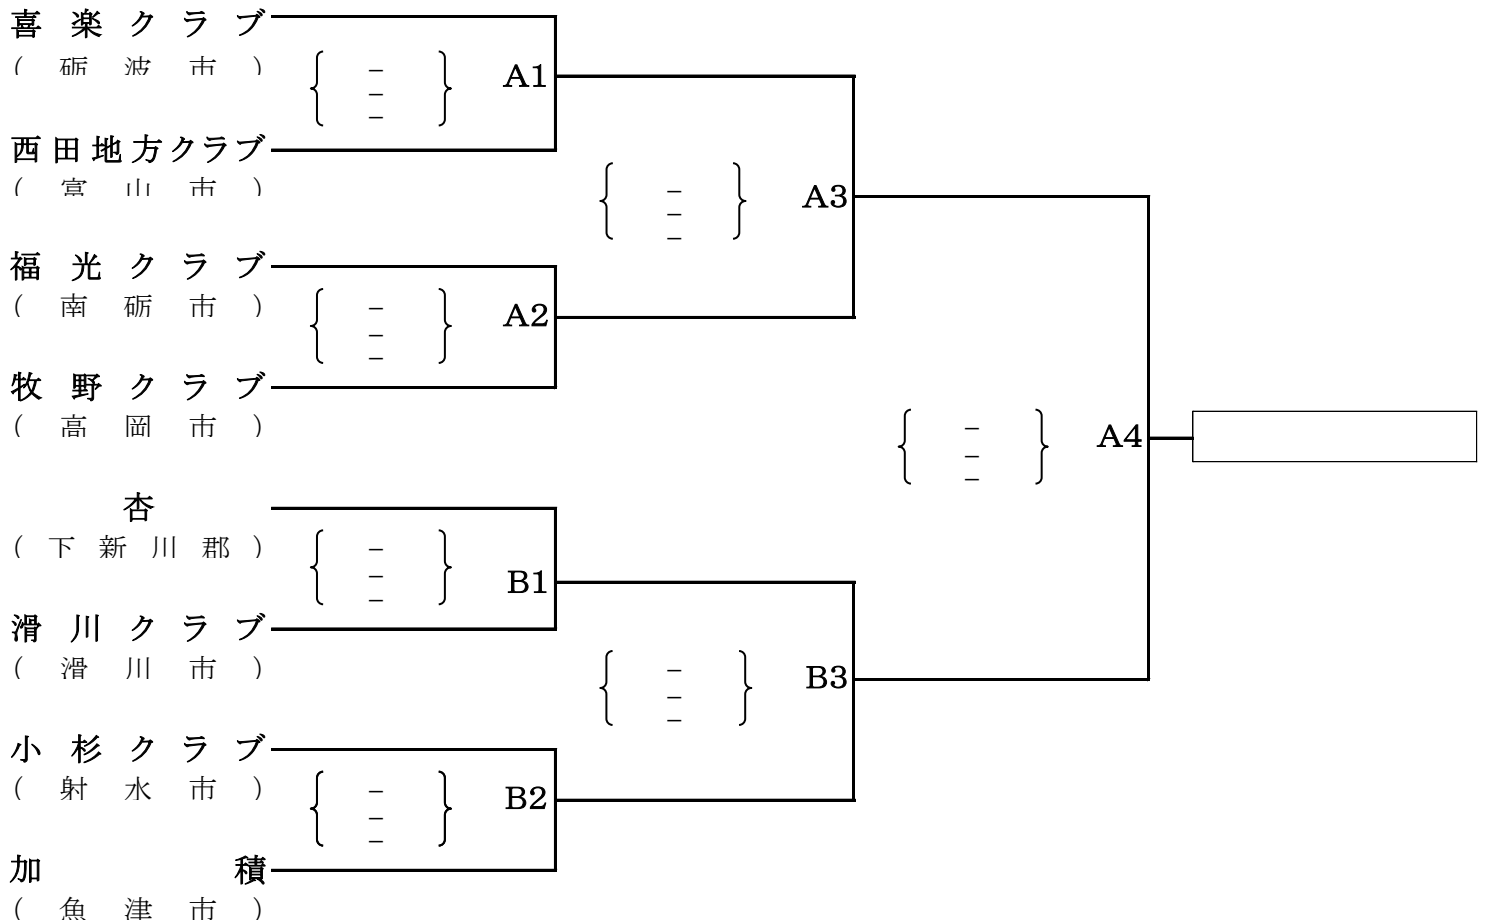 喜楽クラブ
(砺波市)
A1
西田地方クラブ
(富山市)
A3
福光クラブ
(南砺市)
A2
牧野クラブ
(高岡市)
A4
杏
(下新川郡)
B1
滑川クラブ
(滑川市)
B3
小杉クラブ
(射水市)
B2
加積
(魚津市)